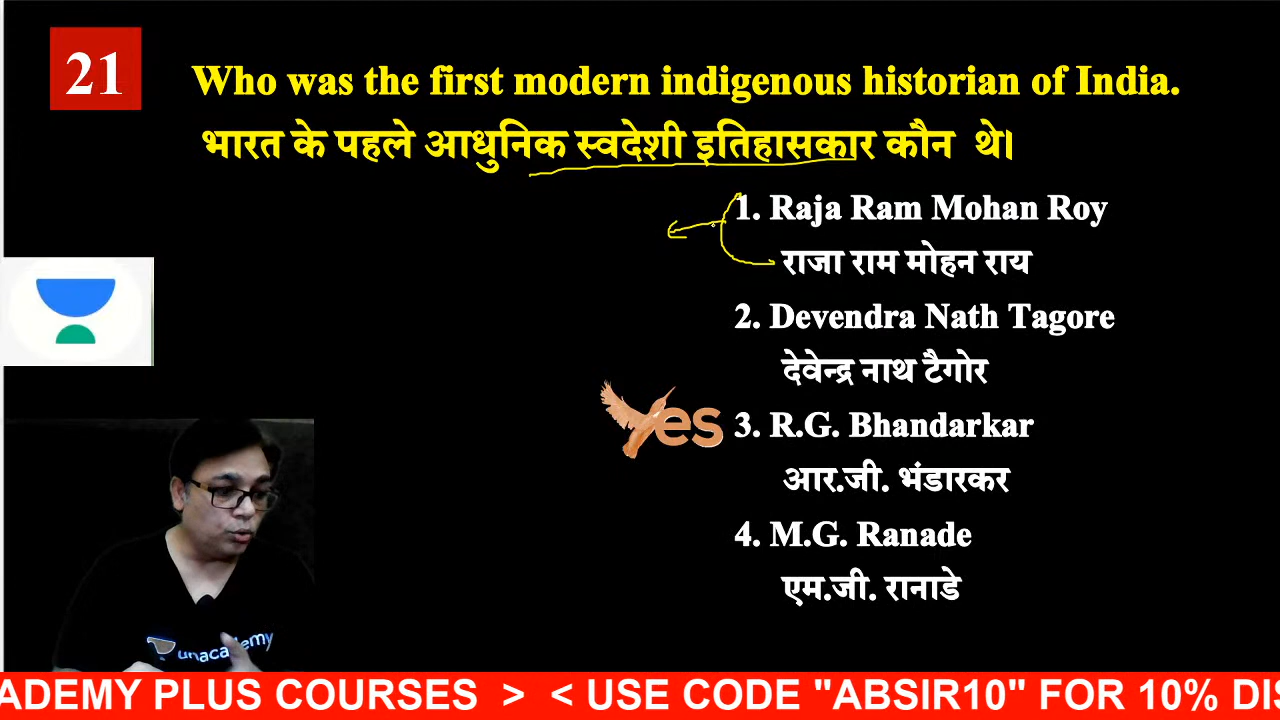 21
Who was the first modern indigenous historian of India.
भारत के पहले आधुनिक स्वदेशी इतिहासकार कौन थे।
1. Raja Ram Mohan Roy
राजा राम मोहन राय
2. Devendra Nath Tagore
देवेन्द्र नाथ टैगोर
Yes
3. R.G. Bhandarkar
आर.जी. भंडारकर
4. M.G. Ranade
एम.जी. रानाडे
unacademy
ADEMY PLUS COURSES > < USE CODE "ABSIR10" FOR 10% DIS